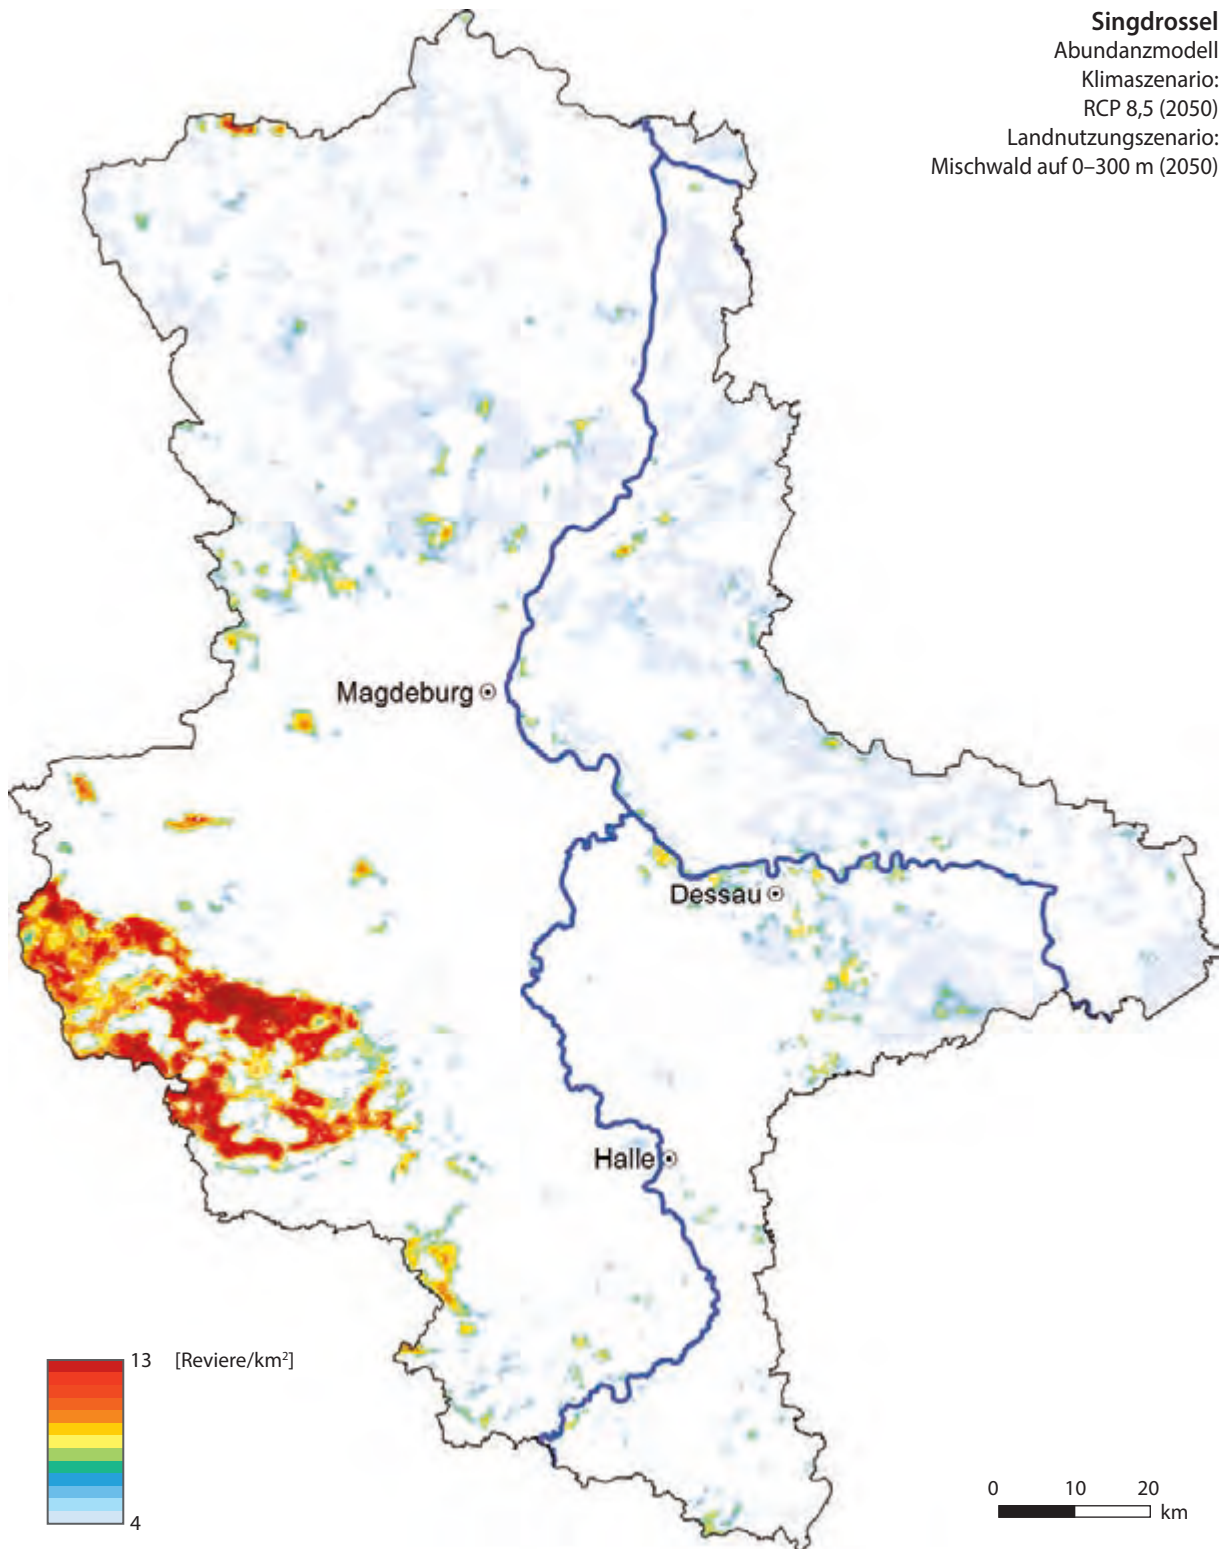 Singdrossel
Abundanzmodell
Klimaszenario:
RCP 8,5 (2050)
Landnutzungszenario:
Mischwald auf 0–300 m (2050)
Magdeburg
Dessau
Halle
13 [Reviere/km²]
4
0 10 20
km